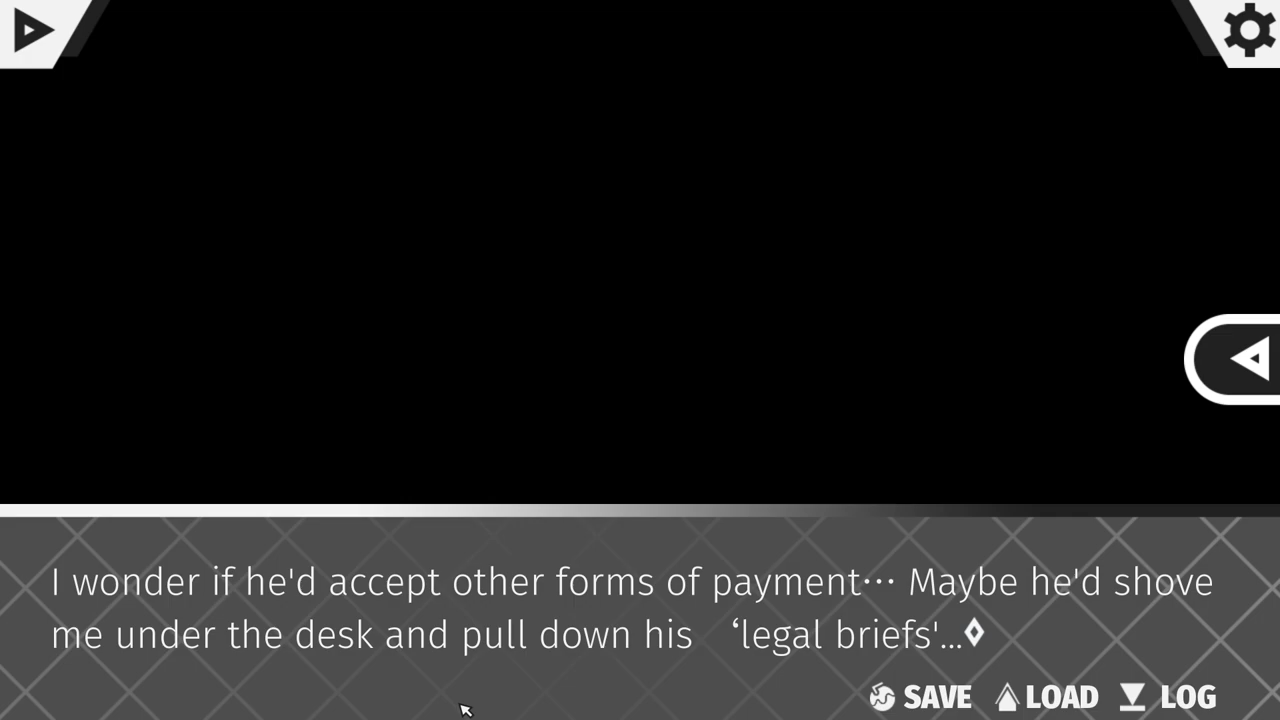 I wonder if he'd accept other forms of payment… Maybe he'd shove
me under the desk and pull down his ‘legal briefs'...
SAVE LOAD LOG